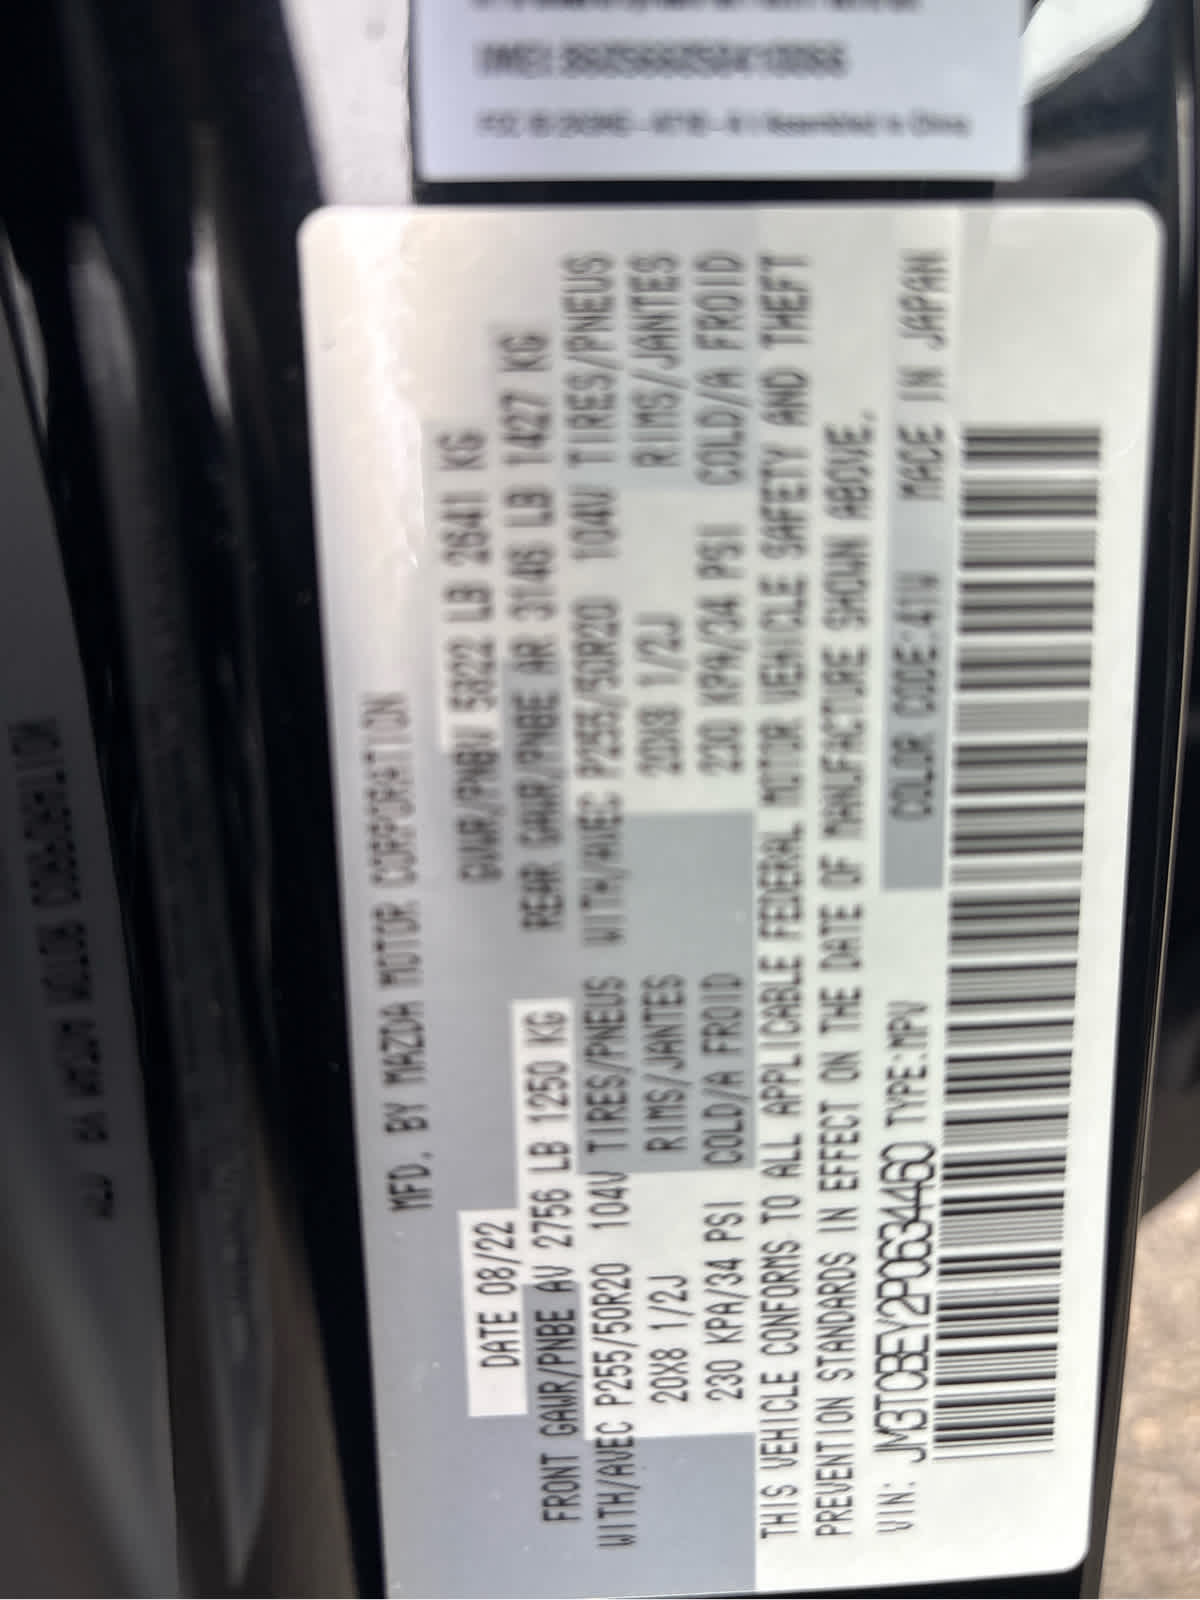 Assembled in China
MFD. BY MAZDA MOTOR CORPORATION
DATE 08/22 GVWR/PNBV 5822 LB 2641 KG
FRONT GAWR/PNBE AV 2756 LB 1250 KG REAR GAWR/PNBE AR 3146 LB 1427 KG
WITH/AVEC P255/50R20 104V TIRES/PNEUS WITH/AVEC P255/50R20 104V TIRES/PNEUS
20X8 1/2J RIMS/JANTES 20X8 1/2J RIMS/JANTES
230 KPA/34 PSI COLD/A FROID 230 KPA/34 PSI COLD/A FROID
THIS VEHICLE CONFORMS TO ALL APPLICABLE FEDERAL MOTOR VEHICLE SAFETY AND THEFT
PREVENTION STANDARDS IN EFFECT ON THE DATE OF MANUFACTURE SHOWN ABOVE.
VIN: JM3TCBEY2P0634460 TYPE:MPV COLOR CODE:41W MADE IN JAPAN